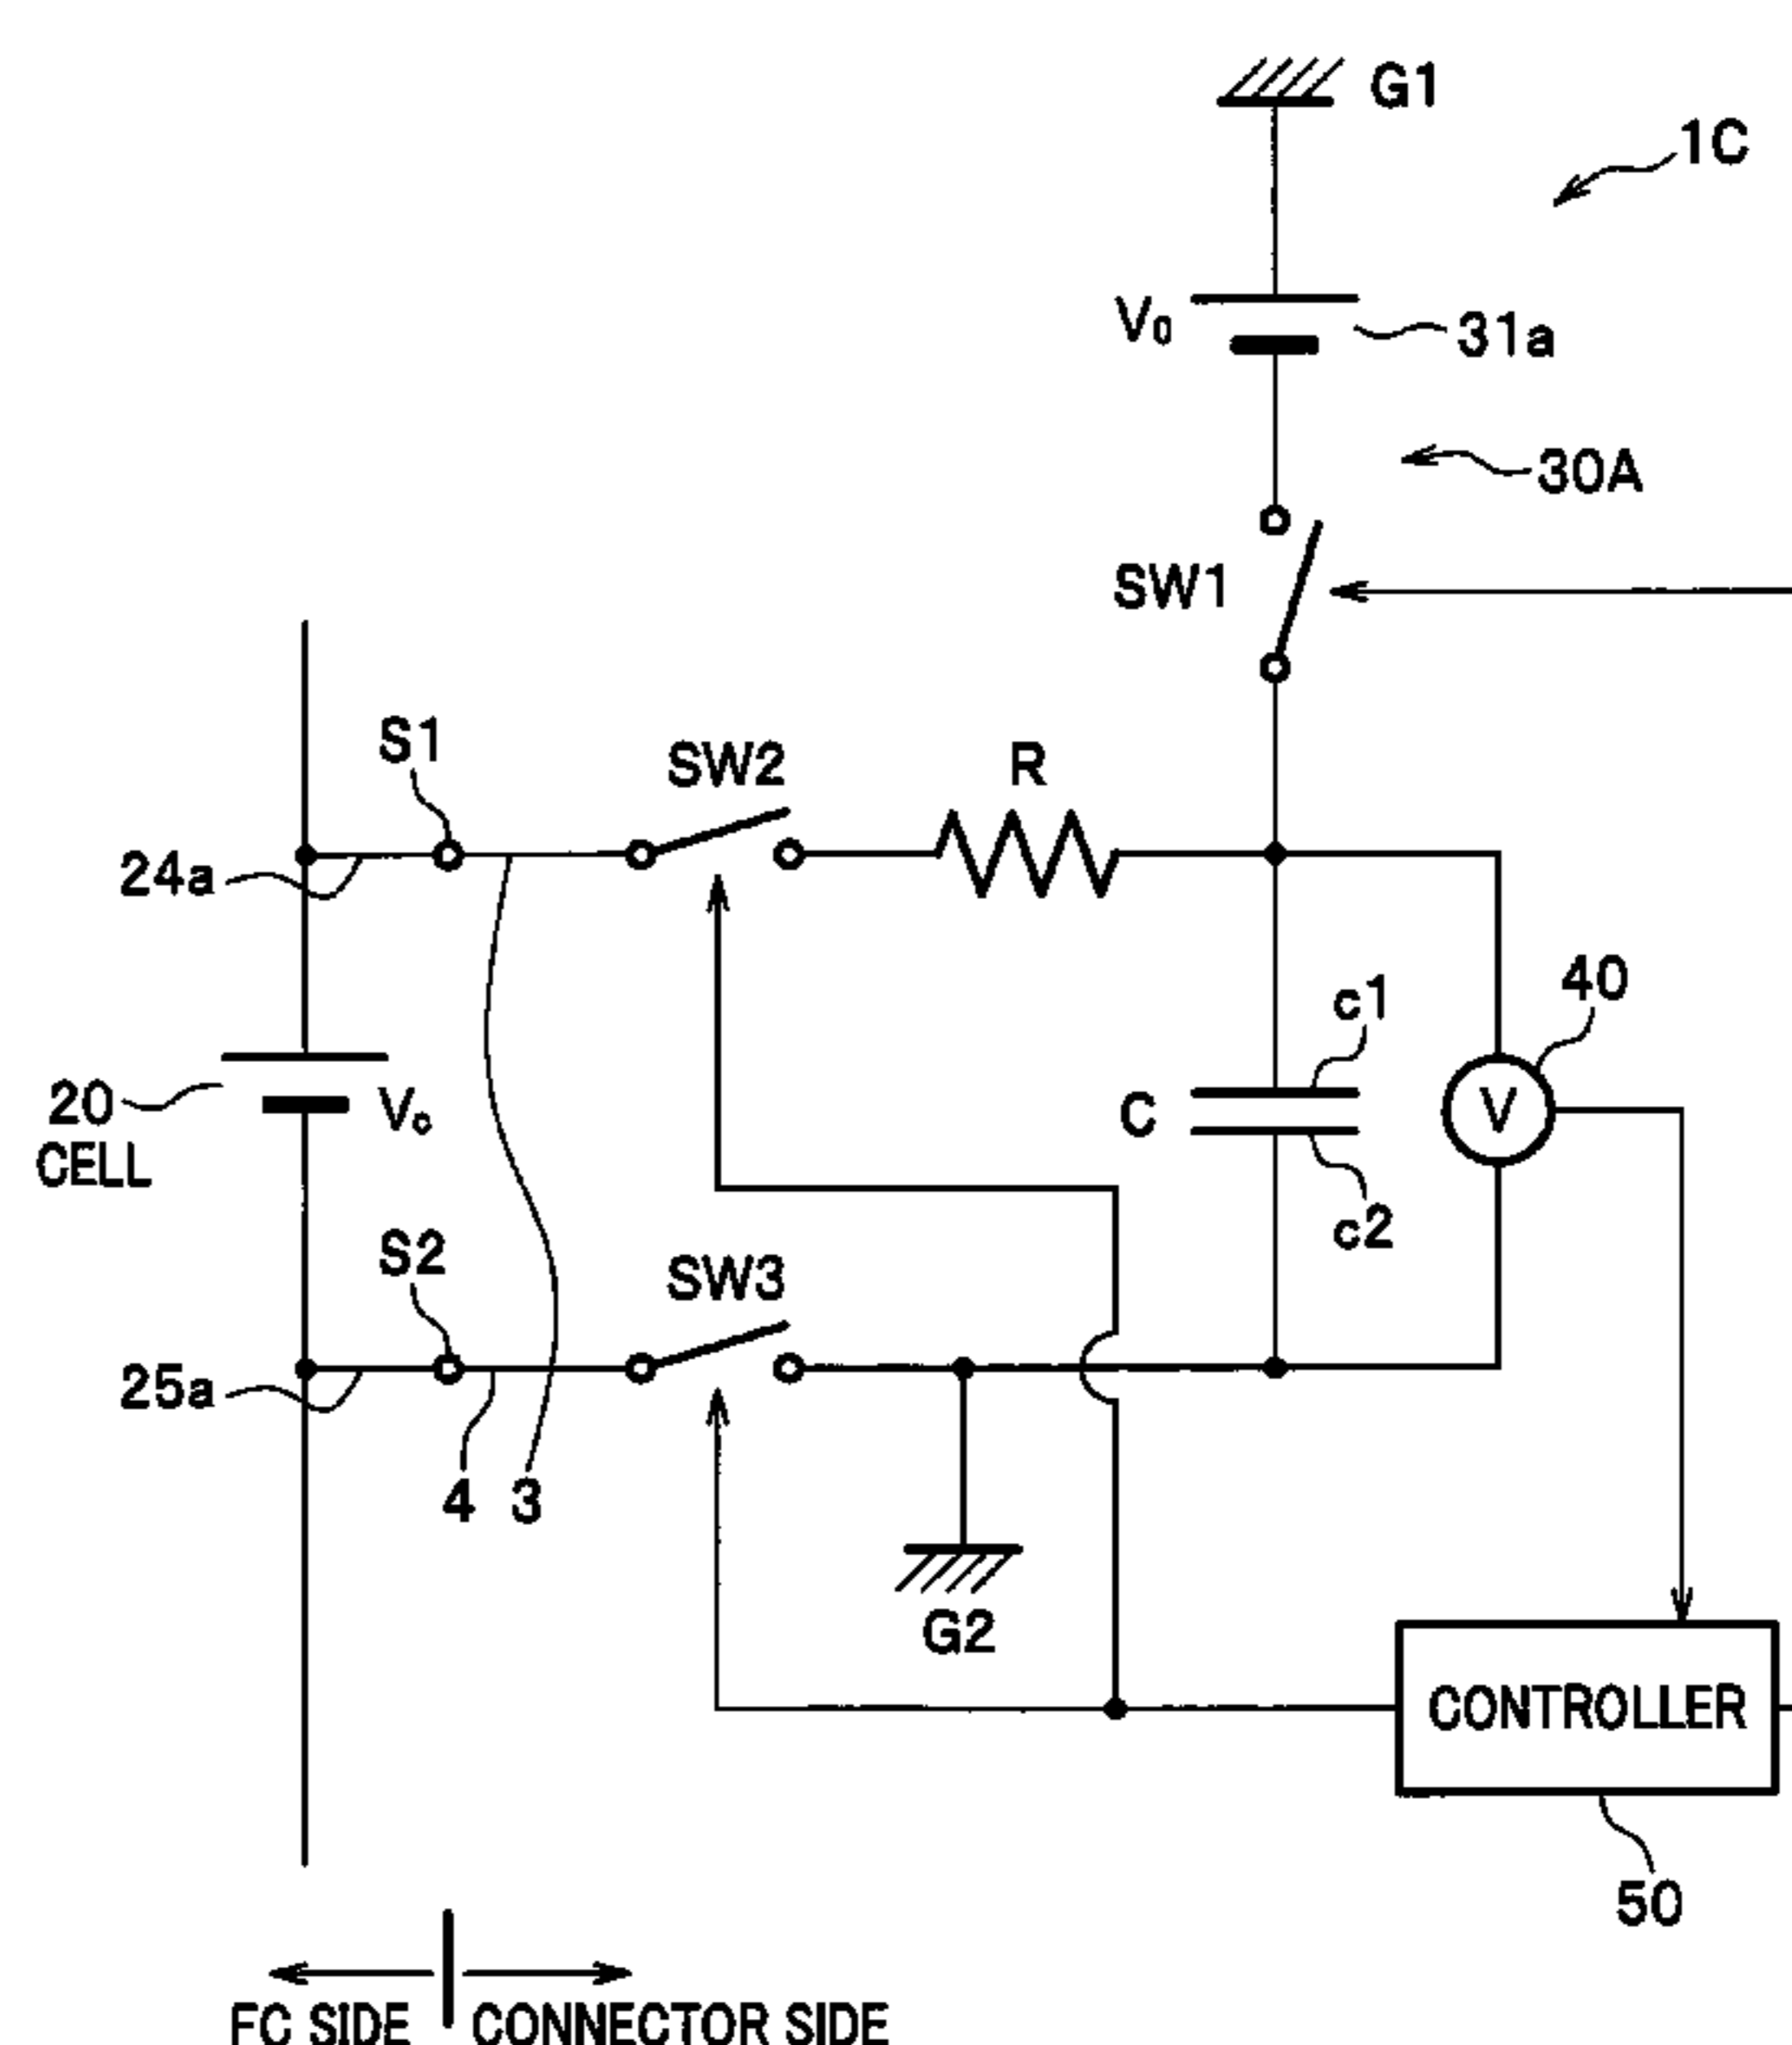 G1
1C
V0
31a
30A
SW1
S1
SW2
R
24a
c1
40
20
CELL
Vc
C
V
c2
S2
SW3
25a
4
3
G2
CONTROLLER
50
FC SIDE
CONNECTOR SIDE